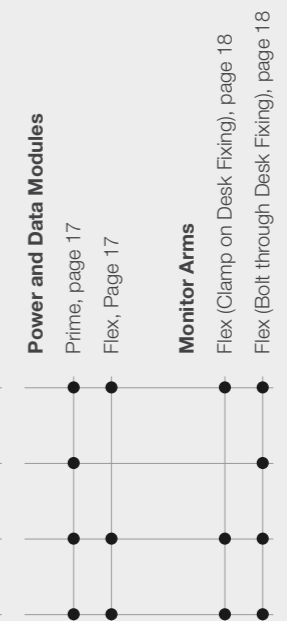 Power and Data Modules
Prime, page 17
Flex, Page 17
Monitor Arms
Flex (Clamp on Desk Fixing), page 18
Flex (Bolt through Desk Fixing), page 18